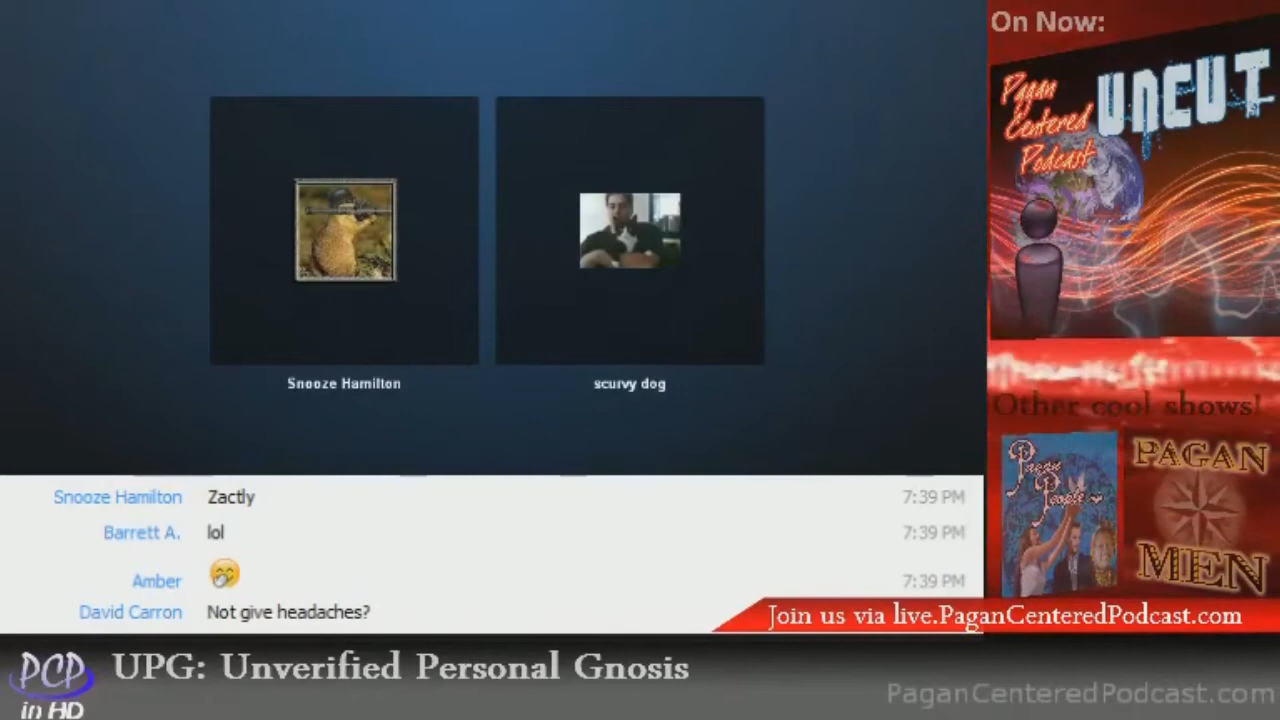 On Now:
Pagan
Centered
Podcast
UNCUT
Snooze Hamilton
scurvy dog
Other cool shows!
Pagan
People
PAGAN
MEN
Snooze Hamilton Zactly 7:39 PM
Barrett A. lol 7:39 PM
Amber 7:39 PM
David Carron Not give headaches?
Join us via live.PaganCenteredPodcast.com
PCP
in HD
UPG: Unverified Personal Gnosis
PaganCenteredPodcast.com